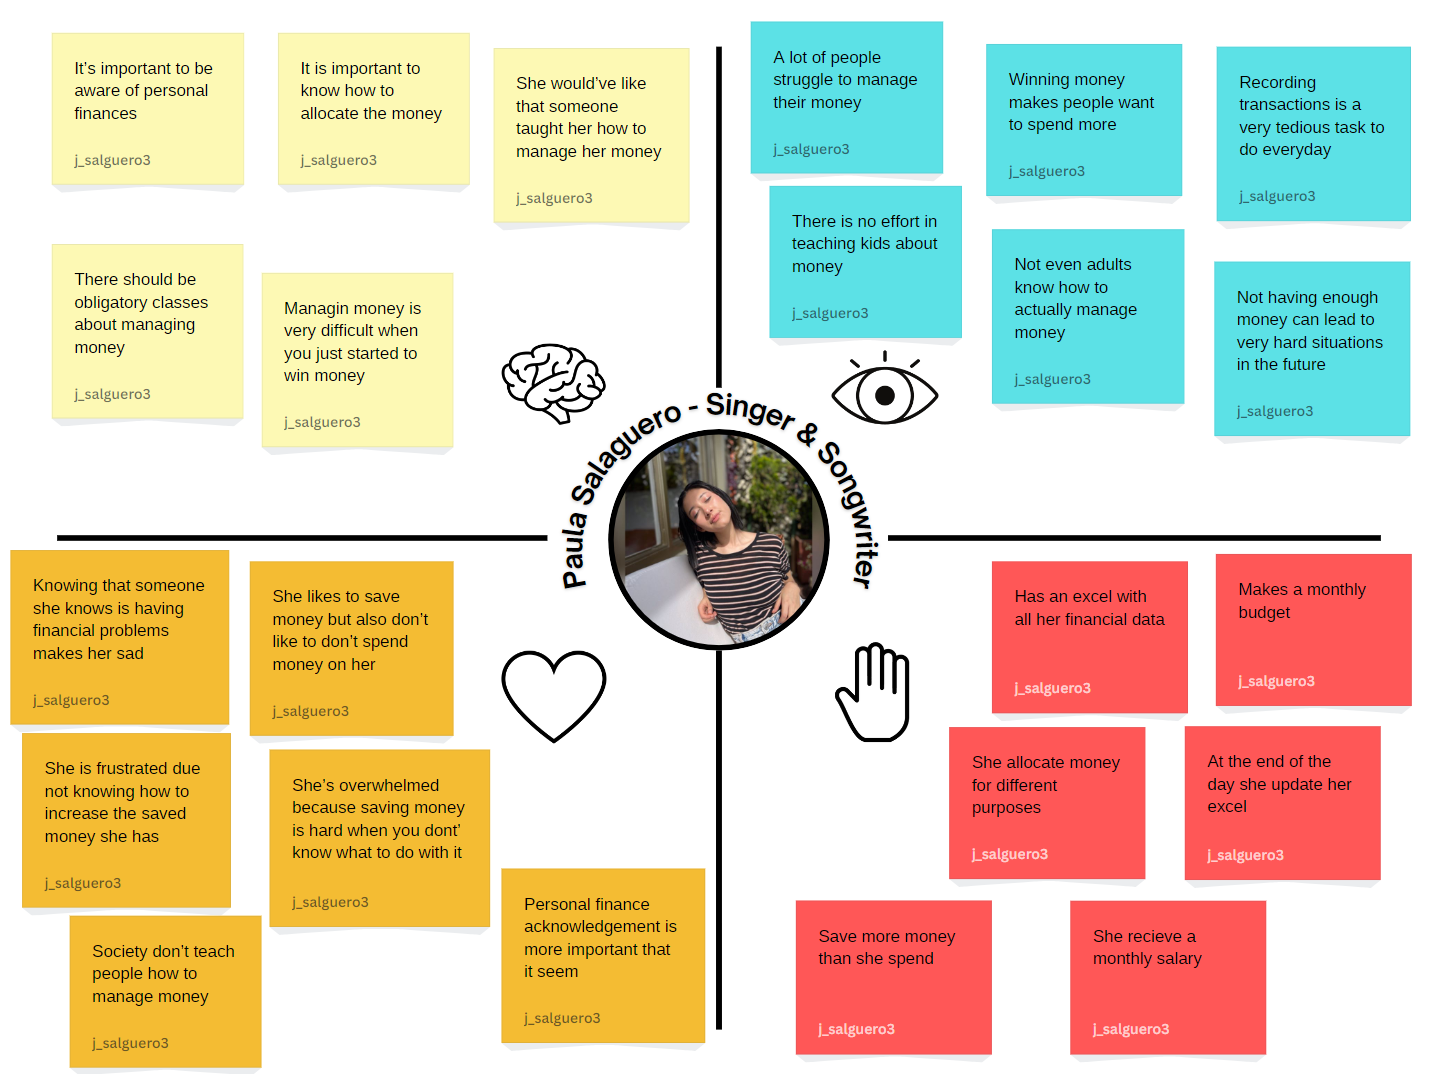 It's important to be
aware of personal
finances
j_salguero3
It is important to
know how to
allocate the money
j_salguero3
She would've like
that someone
taught her how to
manage her money
j_salguero3
There should be
obligatory classes
about managing
money
j_salguero3
Managin money is
very difficult when
you just started to
win money
j_salguero3
A lot of people
struggle to manage
their money
j_salguero3
Winning money
makes people want
to spend more
j_salguero3
Recording
transactions is a
very tedious task to
do everyday
j_salguero3
There is no effort in
teaching kids about
money
j_salguero3
Not even adults
know how to
actually manage
money
j_salguero3
Not having enough
money can lead to
very hard situations
in the future
j_salguero3
Paula Salaguero - Singer & Songwriter
Knowing that someone
she knows is having
financial problems
makes her sad
j_salguero3
She likes to save
money but also don't
like to don't spend
money on her
j_salguero3
She is frustrated due
not knowing how to
increase the saved
money she has
j_salguero3
She's overwhelmed
because saving money
is hard when you dont'
know what to do with it
j_salguero3
Society don't teach
people how to
manage money
j_salguero3
Personal finance
acknowledgement is
more important that
it seem
j_salguero3
Has an excel with
all her financial data
j_salguero3
Makes a monthly
budget
j_salguero3
She allocate money
for different
purposes
j_salguero3
At the end of the
day she update her
excel
j_salguero3
Save more money
than she spend
j_salguero3
She recieve a
monthly salary
j_salguero3